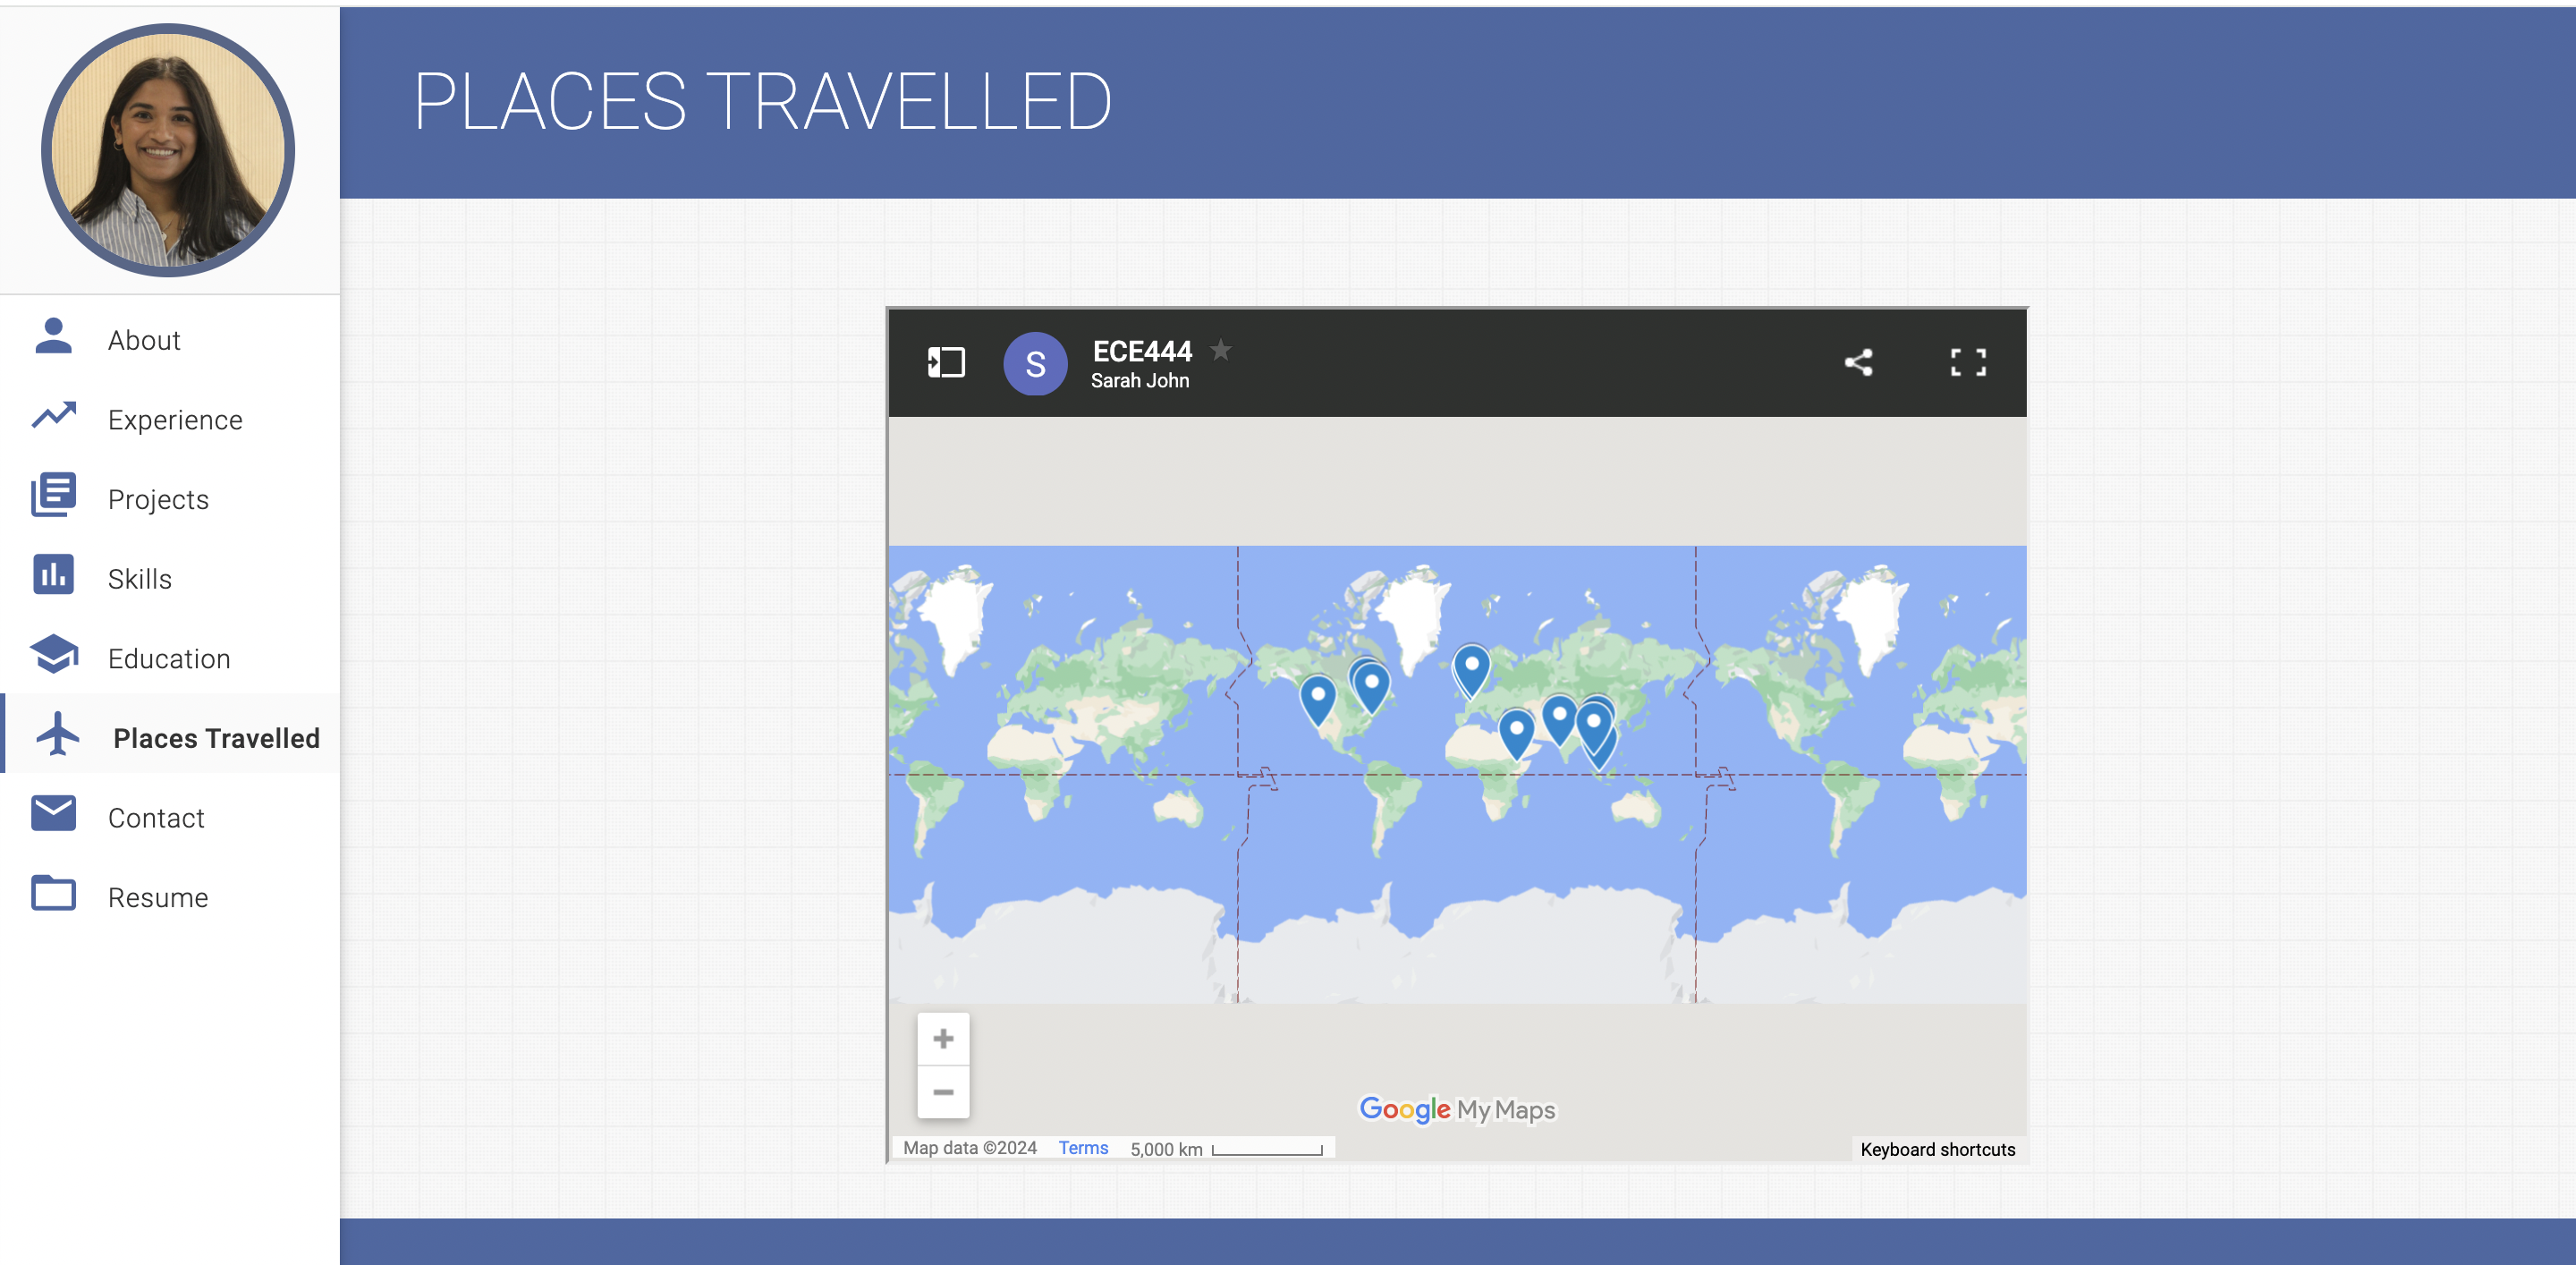 PLACES TRAVELLED
About
Experience
Projects
Skills
Education
Places Travelled
Contact
Resume
S
ECE444
Sarah John
Google My Maps
Map data ©2024 Terms 5,000 km
Keyboard shortcuts